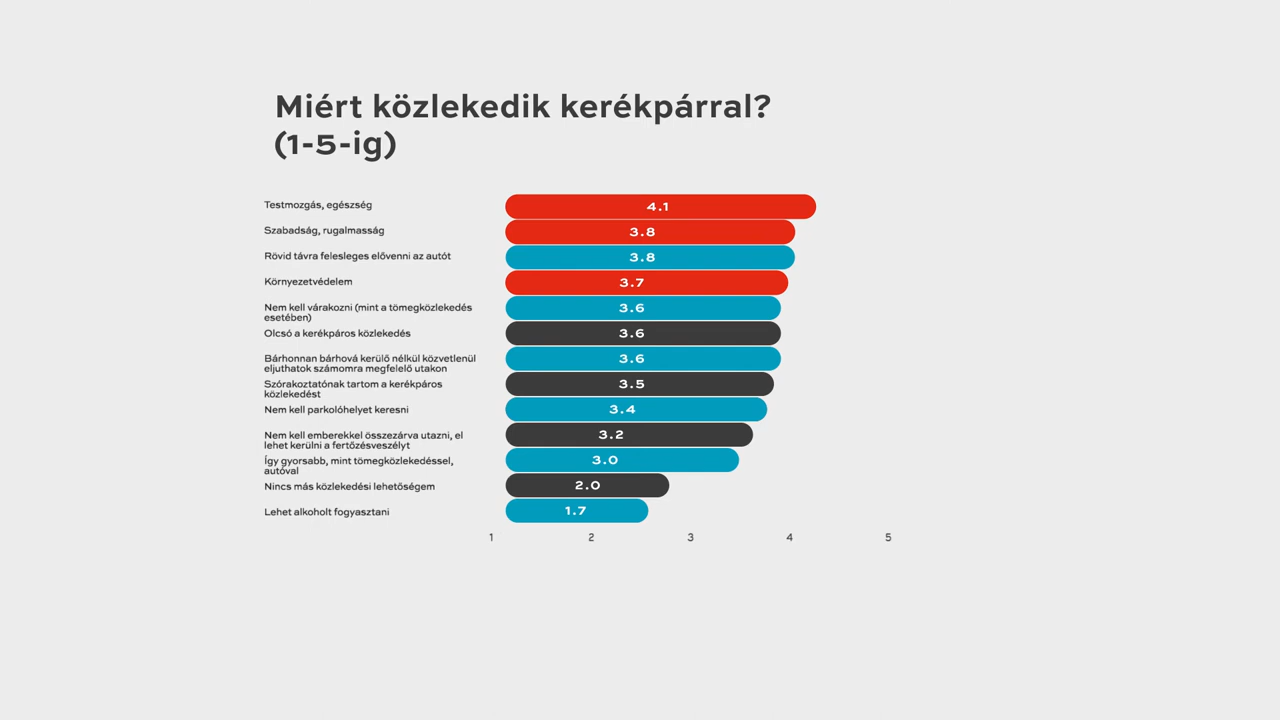 Miért közlekedik kerékpárral?
(1-5-ig)
Testmozgás, egészség
4.1
Szabadság, rugalmasság
3.8
Rövid távra felesleges elővenni az autót
3.8
Környezetvédelem
3.7
Nem kell várakozni (mint a tömegközlekedés
esetében)
3.6
Olcsó a kerékpáros közlekedés
3.6
Bárhonnan bárhová kerülő nélkül közvetlenül
eljuthatok számomra megfelelő utakon
3.6
Szórakoztatónak tartom a kerékpáros
közlekedést
3.5
Nem kell parkolóhelyet keresni
3.4
Nem kell emberekkel összezárva utazni, el
lehet kerülni a fertőzésveszélyt
3.2
Így gyorsabb, mint tömegközlekedéssel,
autóval
3.0
Nincs más közlekedési lehetőségem
2.0
Lehet alkoholt fogyasztani
1.7
1 2 3 4 5